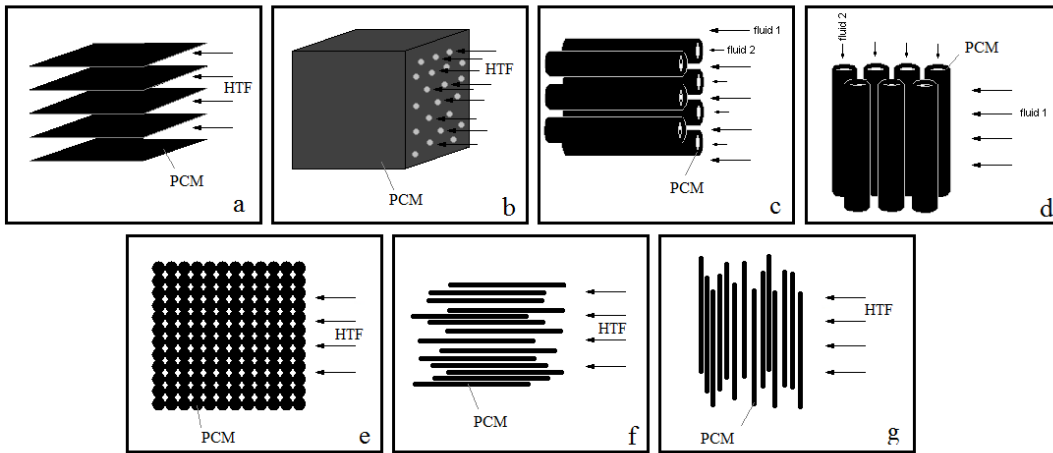 HTF
PCM
a
HTF
PCM
b
fluid 1
fluid 2
PCM
c
fluid 2
PCM
fluid 1
d
HTF
PCM
e
HTF
PCM
f
HTF
PCM
g